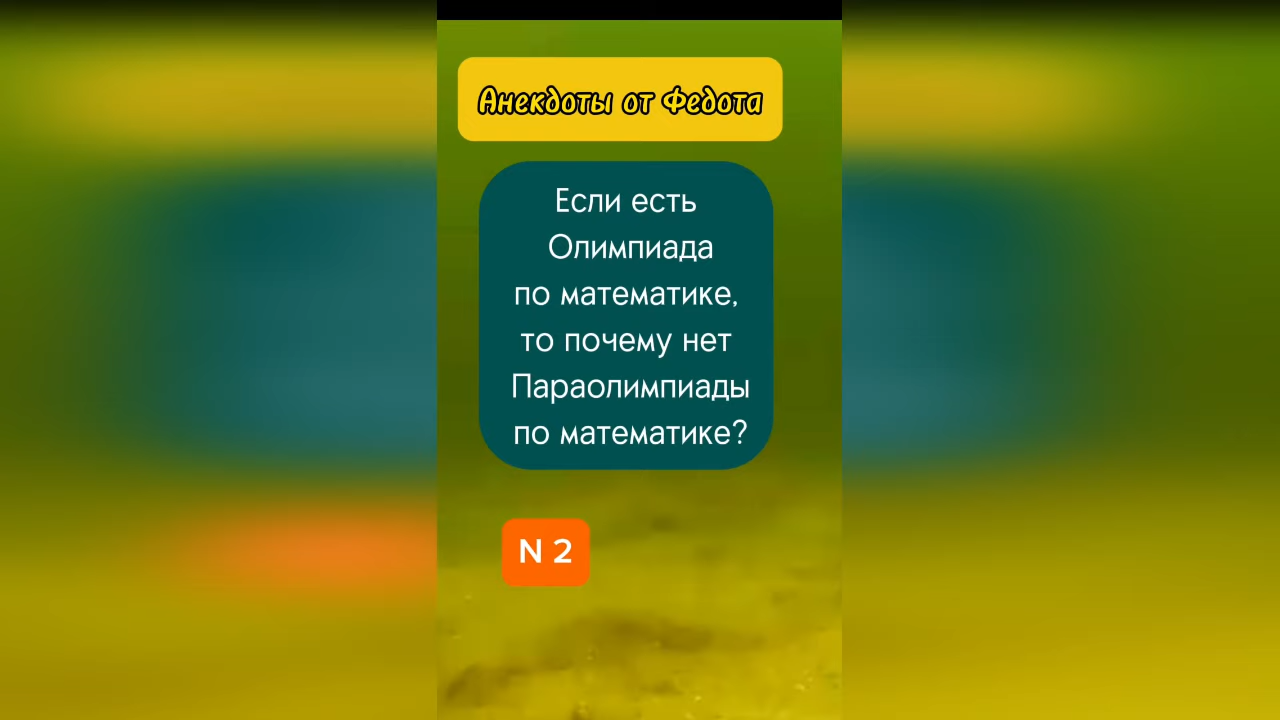 Анекдоты от Федота
Если есть
Олимпиада
по математике,
то почему нет
Параолимпиады
по математике?
N 2